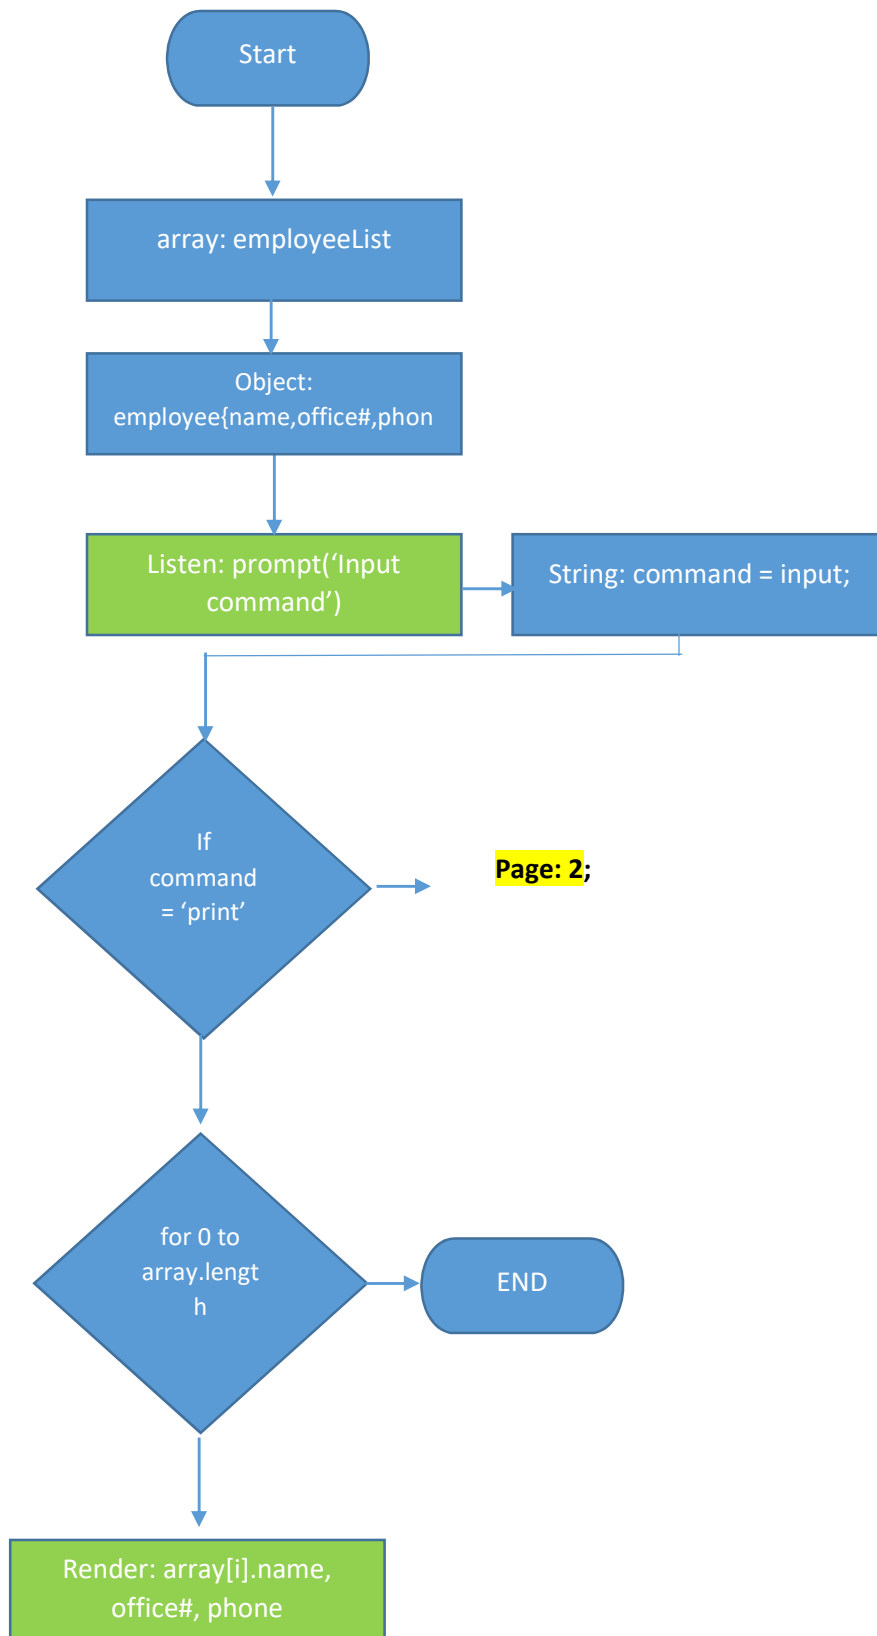 Start
array: employeeList
Object:
employee{name,office#,phon
Listen: prompt(‘Input
command’)
String: command = input;
If
command
= ‘print’
Page: 2;
for 0 to
array.lengt
h
END
Render: array[i].name,
office#, phone